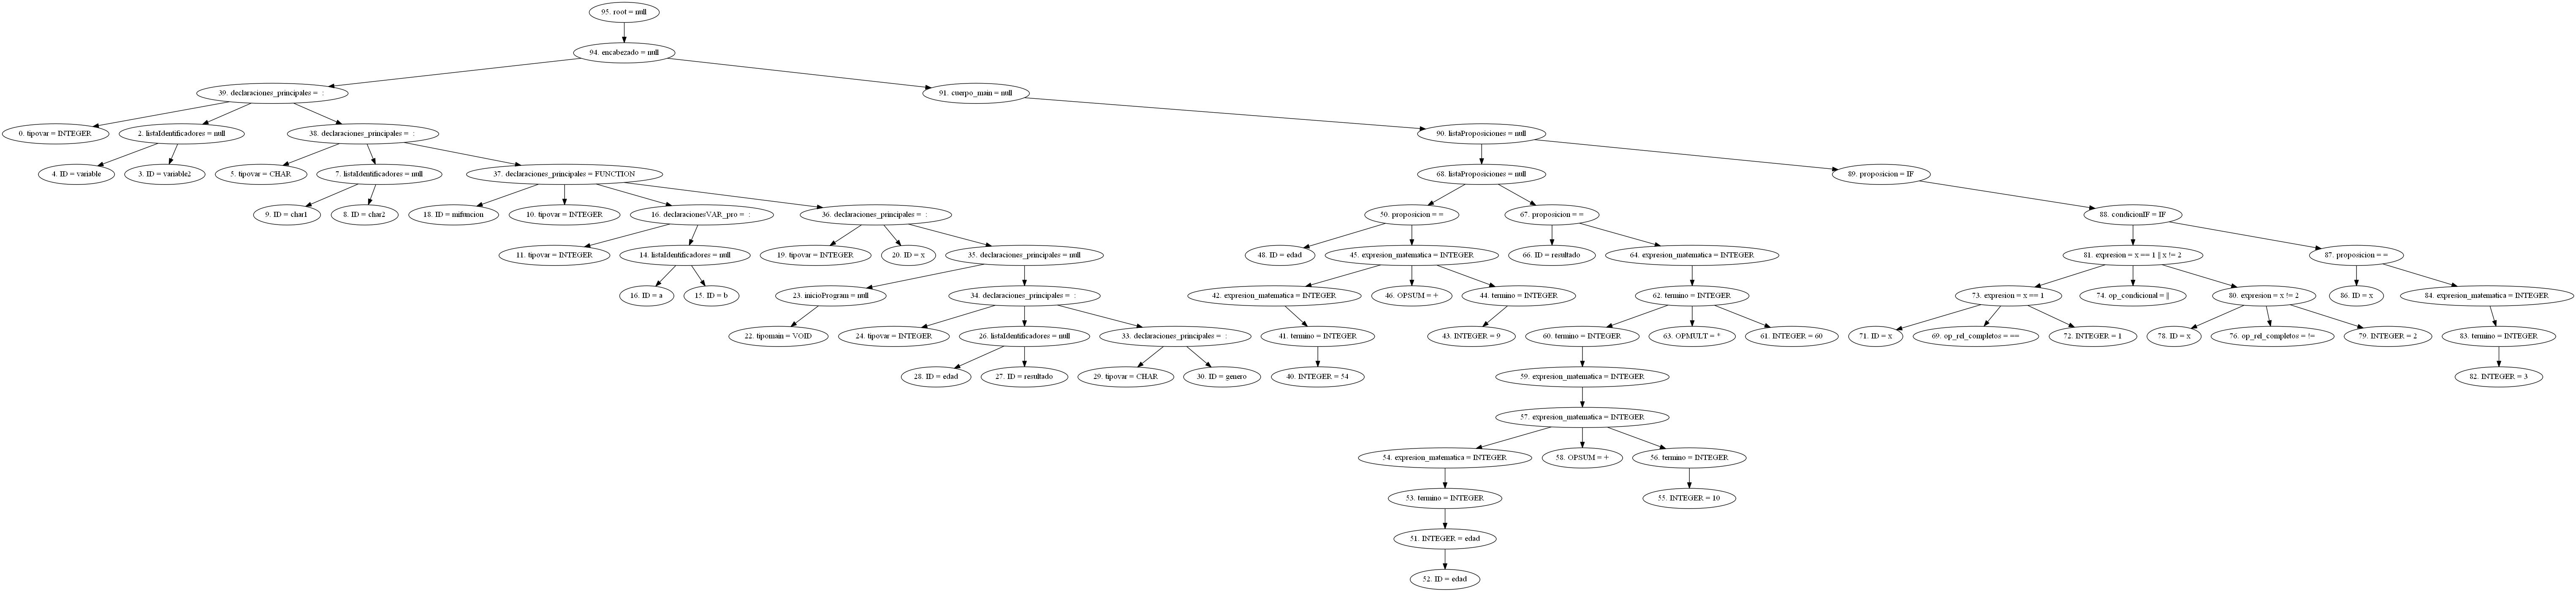 95. root = null
94. encabezado = null
39. declaraciones_principales = :
91. cuerpo_main = null
0. tipovar = INTEGER
2. listaIdentificadores = null
38. declaraciones_principales = :
90. listaProposiciones = null
4. ID = variable
3. ID = variable2
5. tipovar = CHAR
7. listaIdentificadores = null
37. declaraciones_principales = FUNCTION
68. listaProposiciones = null
89. proposicion = IF
9. ID = char1
8. ID = char2
18. ID = mifuncion
10. tipovar = INTEGER
16. declaracionesVAR_pro = :
36. declaraciones_principales = :
50. proposicion = =
67. proposicion = =
88. condicionIF = IF
11. tipovar = INTEGER
14. listaIdentificadores = null
19. tipovar = INTEGER
20. ID = x
35. declaraciones_principales = null
48. ID = edad
45. expresion_matematica = INTEGER
66. ID = resultado
64. expresion_matematica = INTEGER
81. expresion = x == 1 || x != 2
87. proposicion = =
16. ID = a
15. ID = b
23. inicioProgram = null
34. declaraciones_principales = :
42. expresion_matematica = INTEGER
46. OPSUM = +
44. termino = INTEGER
62. termino = INTEGER
73. expresion = x == 1
74. op_condicional = ||
80. expresion = x != 2
86. ID = x
84. expresion_matematica = INTEGER
22. tipomain = VOID
24. tipovar = INTEGER
26. listaIdentificadores = null
33. declaraciones_principales = :
41. termino = INTEGER
43. INTEGER = 9
60. termino = INTEGER
63. OPMULT = *
61. INTEGER = 60
71. ID = x
69. op_rel_completos = ==
72. INTEGER = 1
78. ID = x
76. op_rel_completos = !=
79. INTEGER = 2
83. termino = INTEGER
28. ID = edad
27. ID = resultado
29. tipovar = CHAR
30. ID = genero
40. INTEGER = 54
59. expresion_matematica = INTEGER
82. INTEGER = 3
57. expresion_matematica = INTEGER
54. expresion_matematica = INTEGER
58. OPSUM = +
56. termino = INTEGER
53. termino = INTEGER
55. INTEGER = 10
51. INTEGER = edad
52. ID = edad